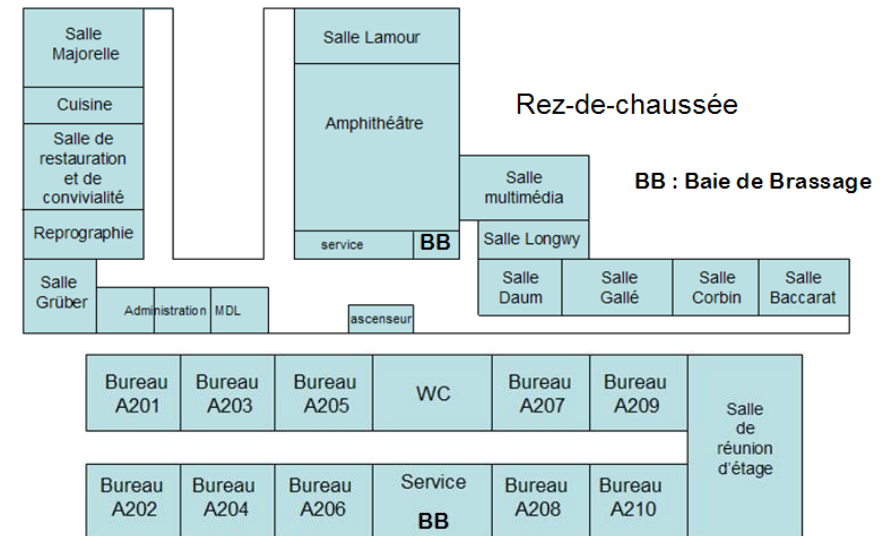 Salle
Majorelle
Salle Lamour
Cuisine
Rez-de-chaussée
Amphithéâtre
Salle de
restauration
et de
convivialité
Salle
multimédia
BB : Baie de Brassage
Reprographie
service
BB
Salle Longwy
Salle
Grüber
Salle
Daum
Salle
Gallé
Salle
Corbin
Salle
Baccarat
Administration
MDL
ascenseur
Bureau
A201
Bureau
A203
Bureau
A205
WC
Bureau
A207
Bureau
A209
Salle
de
réunion
d'étage
Bureau
A202
Bureau
A204
Bureau
A206
Service
BB
Bureau
A208
Bureau
A210